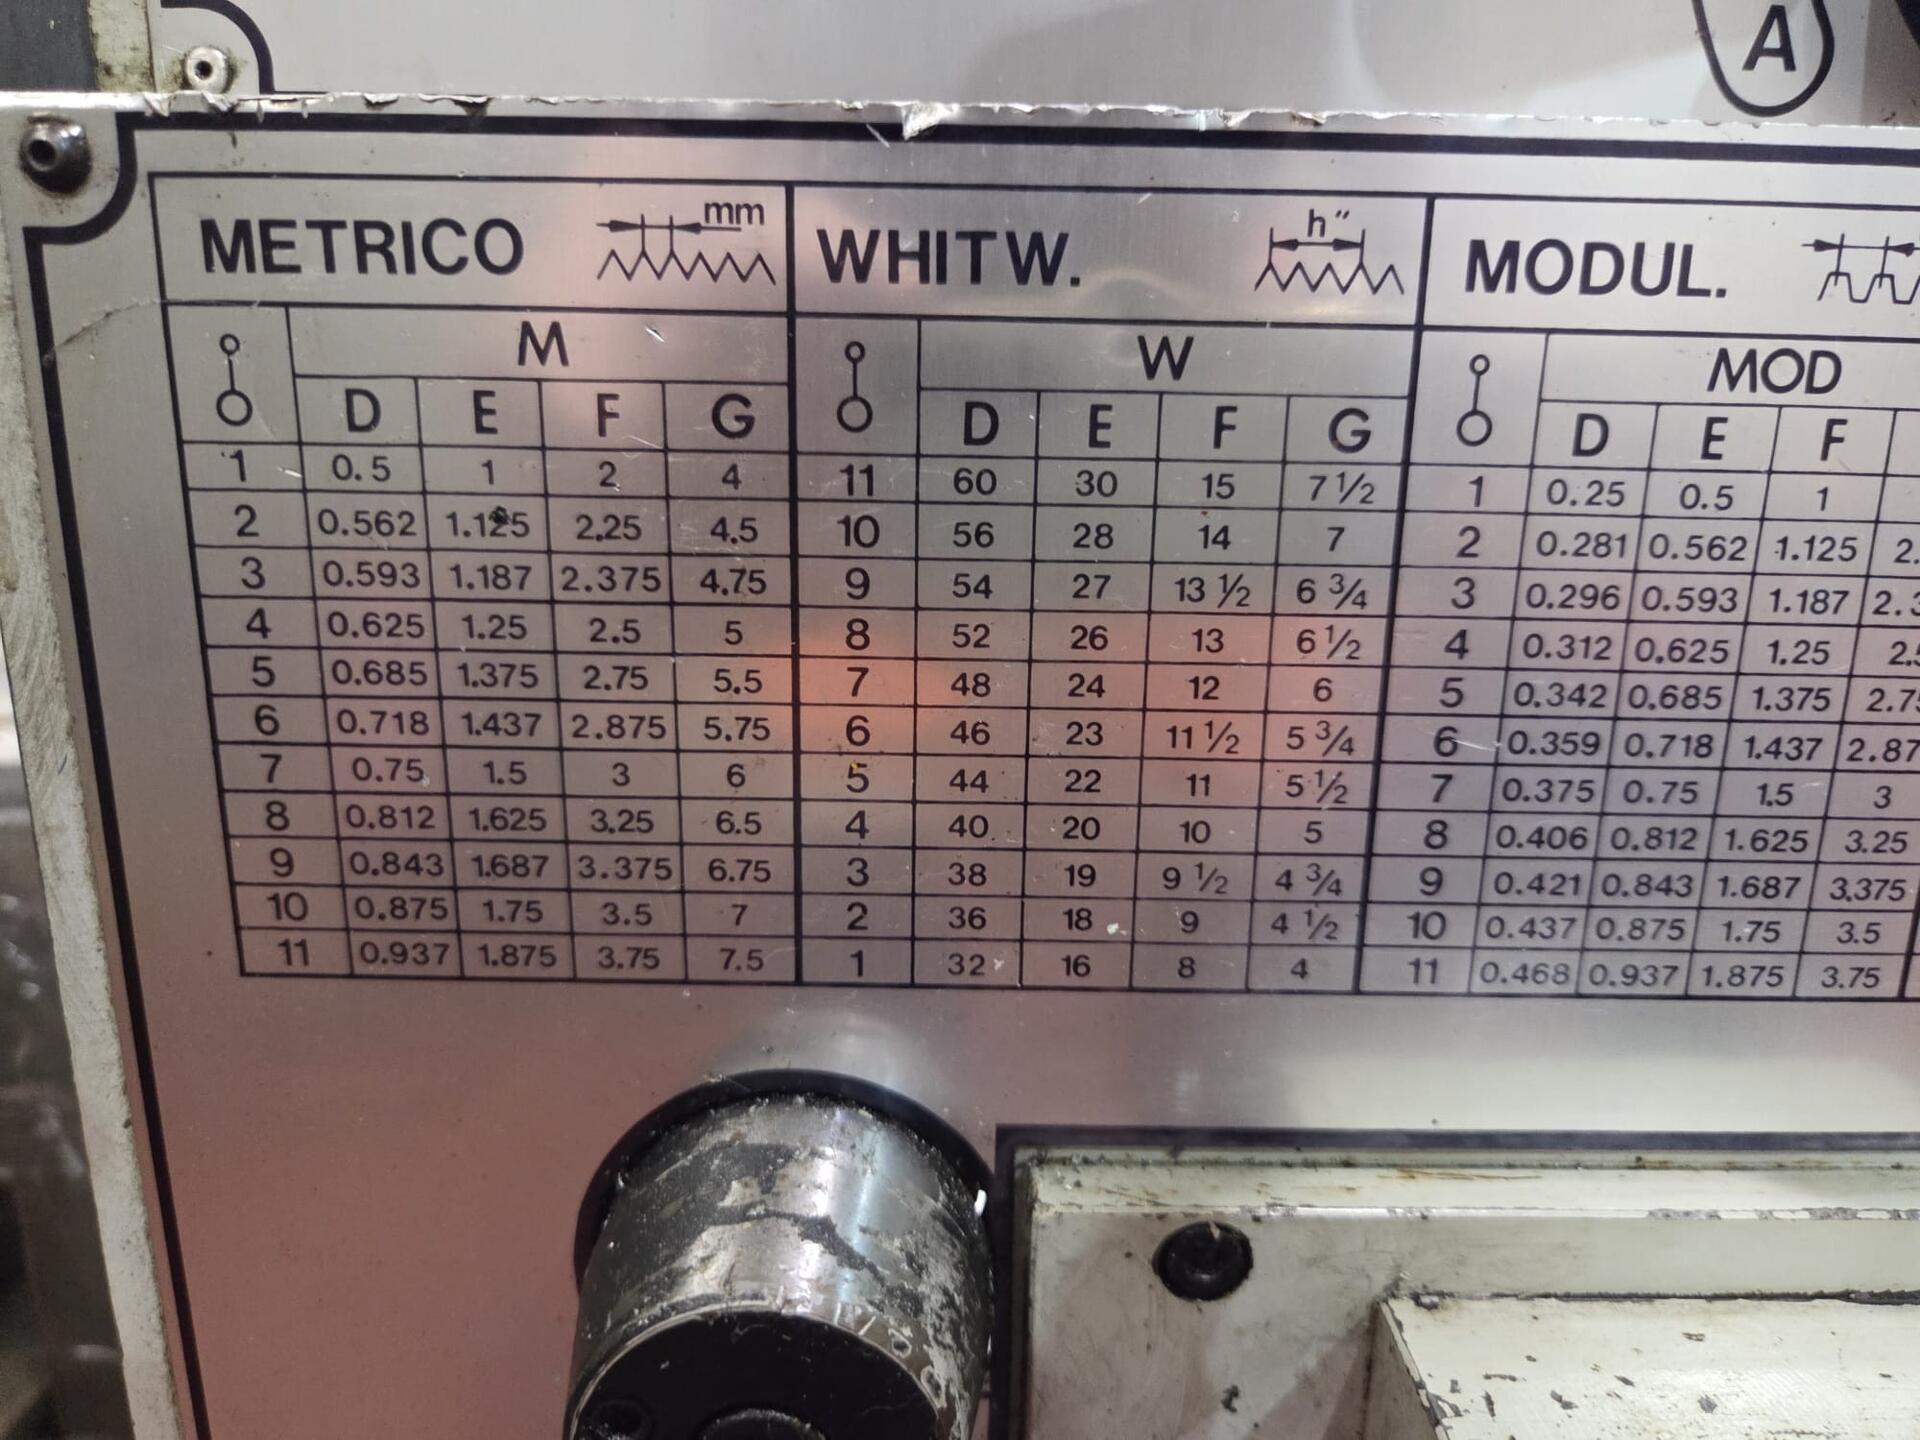 A
METRICO mm WHITW. h" MODUL.
M W MOD
D E F G D E F G D E F
1 0.5 1 2 4 11 60 30 15 7 1/2 1 0.25 0.5 1
2 0.562 1.125 2.25 4.5 10 56 28 14 7 2 0.281 0.562 1.125 2.
3 0.593 1.187 2.375 4.75 9 54 27 13 1/2 6 3/4 3 0.296 0.593 1.187 2.3
4 0.625 1.25 2.5 5 8 52 26 13 6 1/2 4 0.312 0.625 1.25 2.5
5 0.685 1.375 2.75 5.5 7 48 24 12 6 5 0.342 0.685 1.375 2.75
6 0.718 1.437 2.875 5.75 6 46 23 11 1/2 5 3/4 6 0.359 0.718 1.437 2.87
7 0.75 1.5 3 6 5 44 22 11 5 1/2 7 0.375 0.75 1.5 3
8 0.812 1.625 3.25 6.5 4 40 20 10 5 8 0.406 0.812 1.625 3.25
9 0.843 1.687 3.375 6.75 3 38 19 9 1/2 4 3/4 9 0.421 0.843 1.687 3.375
10 0.875 1.75 3.5 7 2 36 18 9 4 1/2 10 0.437 0.875 1.75 3.5
11 0.937 1.875 3.75 7.5 1 32 16 8 4 11 0.468 0.937 1.875 3.75